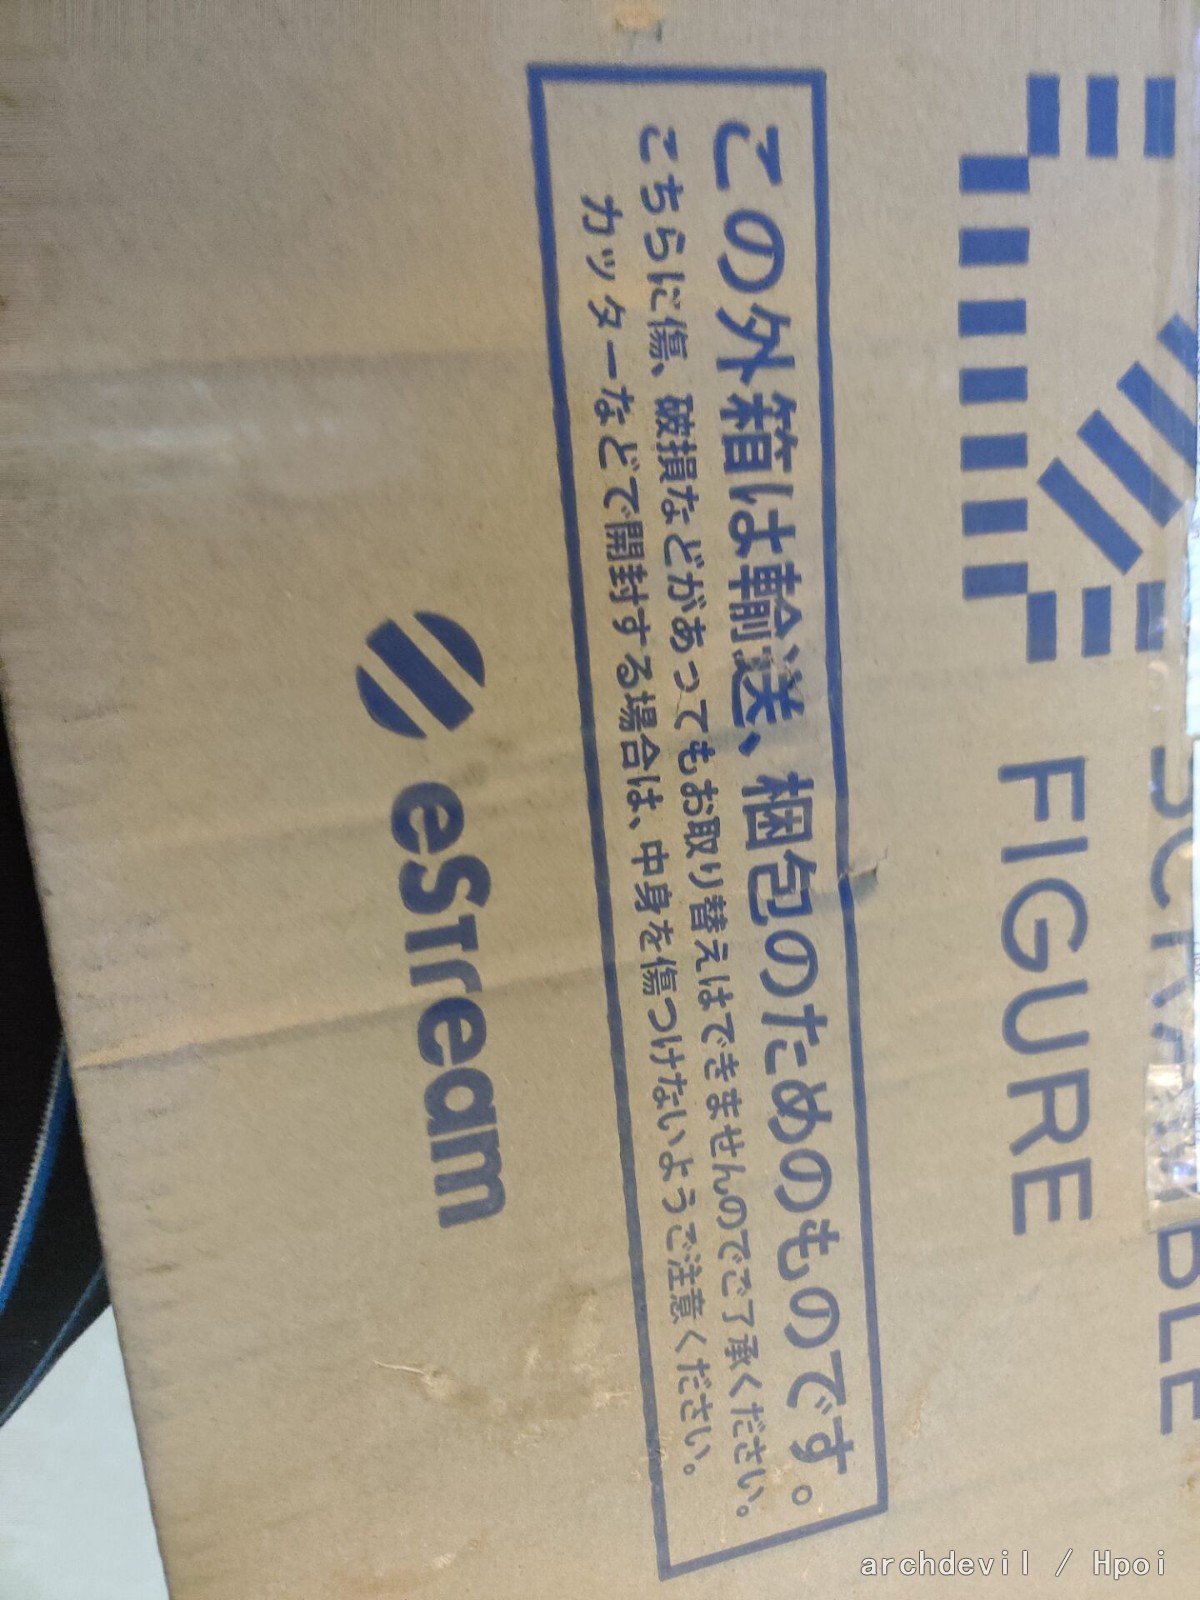 FIGURE
この外箱は輸送、梱包のためのものです。
こちらに傷、破損などがあってもお取り替えはできませんのでご了承ください。
カッターなどで開封する場合は、中身を傷つけないようご注意ください。
eStream
archdevil / Hpoi